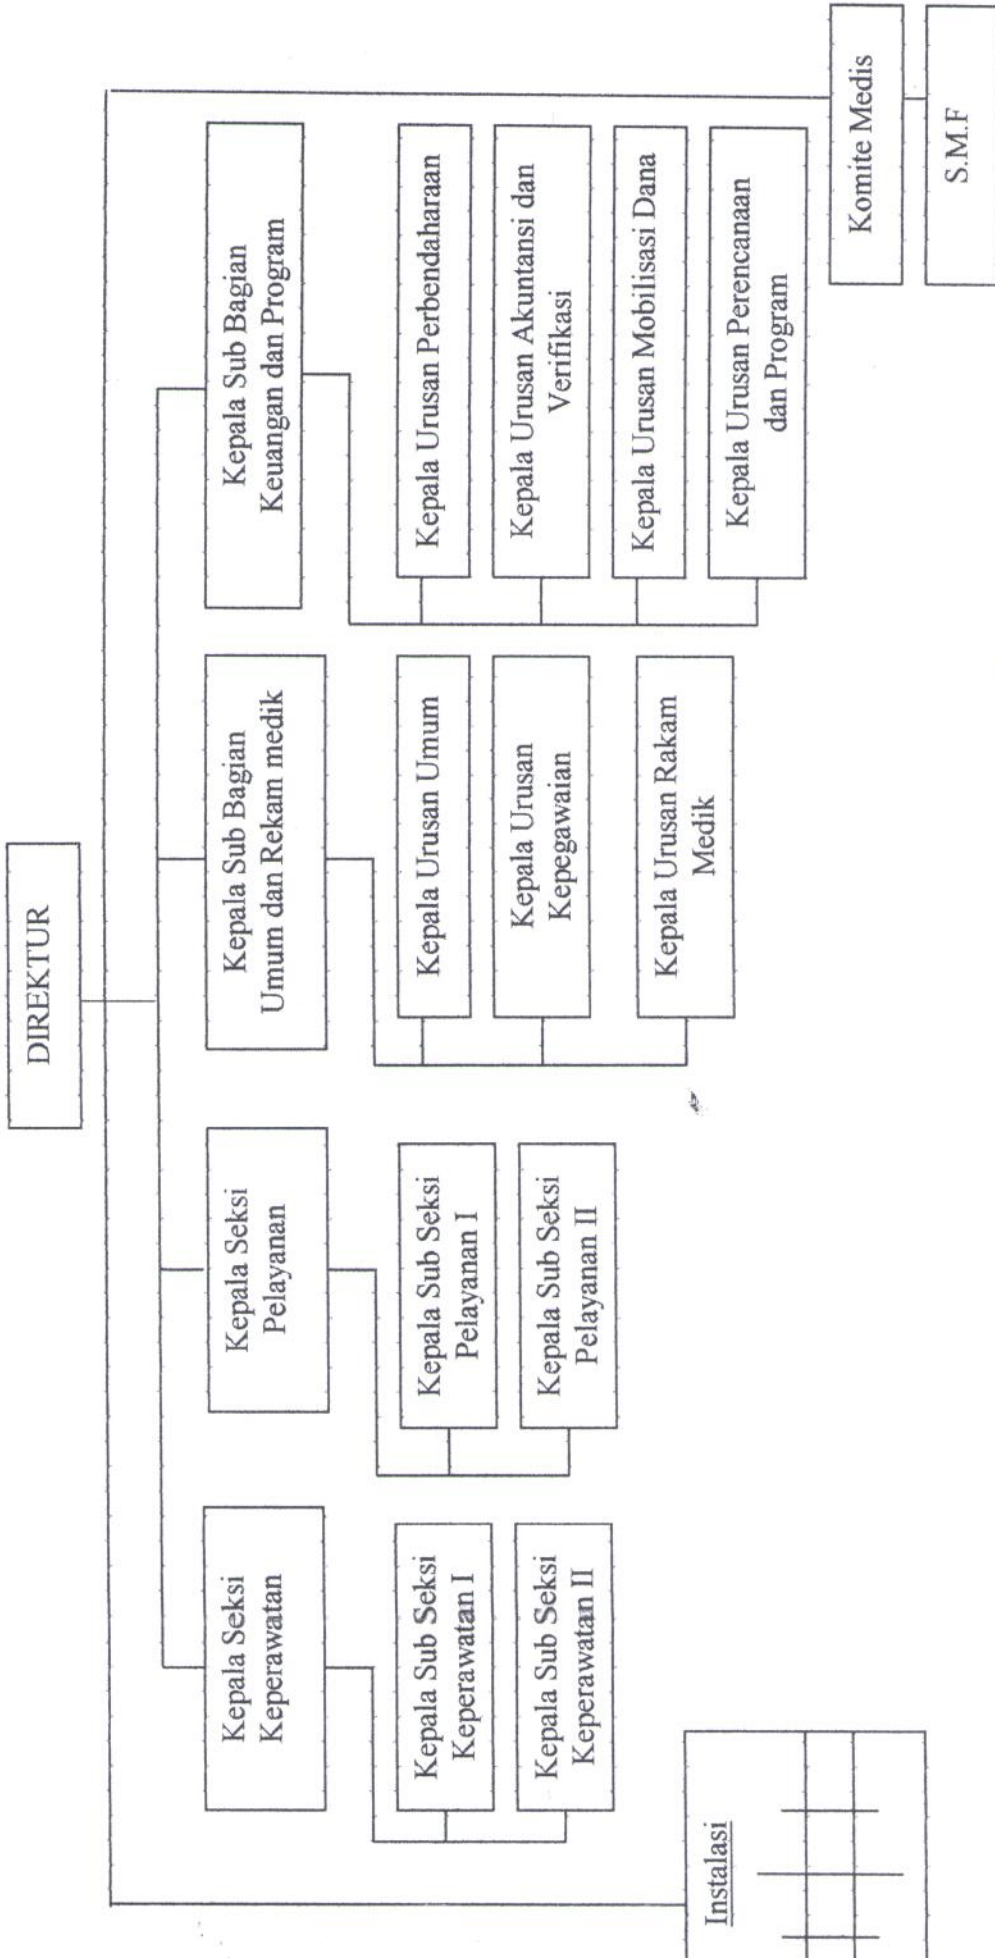 DIREKTUR
Kepala Seksi
Keperawatan
Kepala Seksi
Pelayanan
Kepala Sub Bagian
Umum dan Rekam medik
Kepala Sub Bagian
Keuangan dan Program
Kepala Sub Seksi
Keperawatan I
Kepala Sub Seksi
Keperawatan II
Kepala Sub Seksi
Pelayanan I
Kepala Sub Seksi
Pelayanan II
Kepala Urusan Umum
Kepala Urusan
Kepegawaian
Kepala Urusan Rakam
Medik
Kepala Urusan Perbendaharaan
Kepala Urusan Akuntansi dan
Verifikasi
Kepala Urusan Mobilisasi Dana
Kepala Urusan Perencanaan
dan Program
Instalasi
Komite Medis
S.M.F